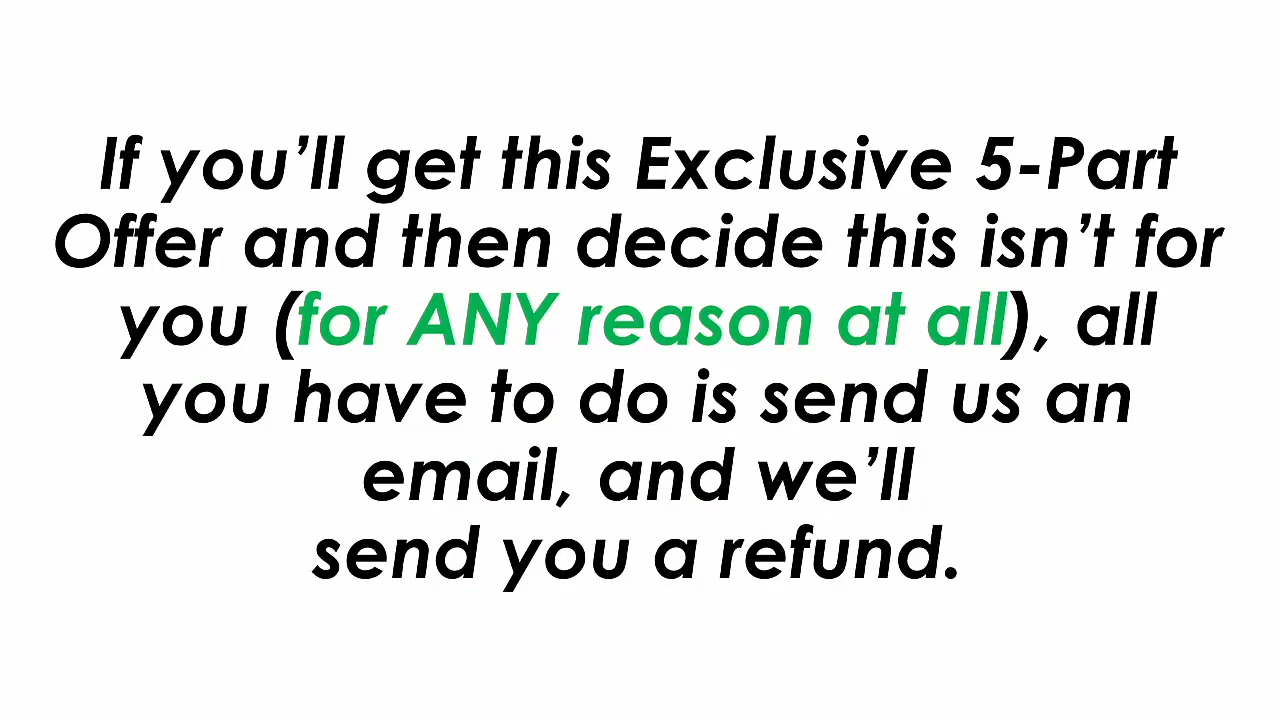 If you’ll get this Exclusive 5-Part
Offer and then decide this isn’t for
you (for ANY reason at all), all
you have to do is send us an
email, and we’ll
send you a refund.